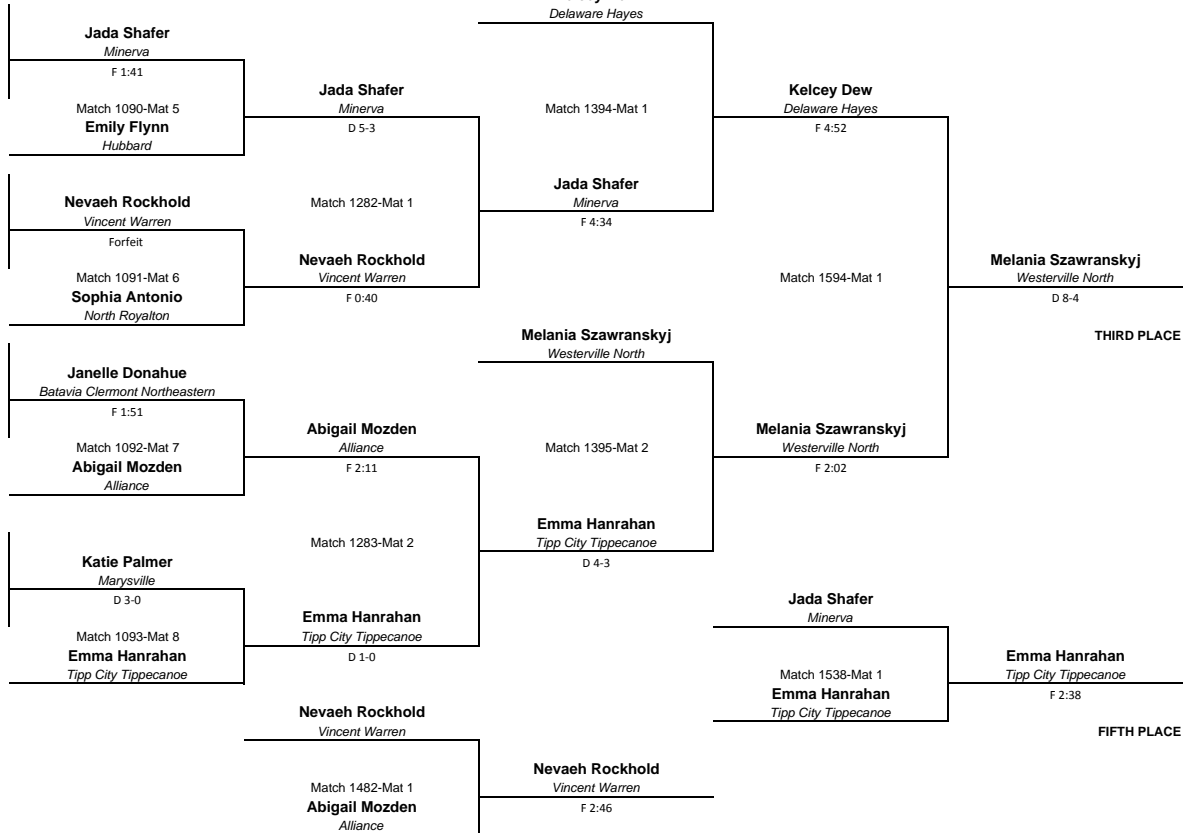 Jada Shafer
Minerva
F 1:41
Match 1090-Mat 5
Emily Flynn
Hubbard
Nevaeh Rockhold
Vincent Warren
Forfeit
Match 1091-Mat 6
Sophia Antonio
North Royalton
Janelle Donahue
Batavia Clermont Northeastern
F 1:51
Match 1092-Mat 7
Abigail Mozden
Alliance
Katie Palmer
Marysville
D 3-0
Match 1093-Mat 8
Emma Hanrahan
Tipp City Tippecanoe
Jada Shafer
Minerva
D 5-3
Match 1282-Mat 1
Nevaeh Rockhold
Vincent Warren
F 0:40
Abigail Mozden
Alliance
F 2:11
Match 1283-Mat 2
Emma Hanrahan
Tipp City Tippecanoe
D 1-0
Nevaeh Rockhold
Vincent Warren
Match 1482-Mat 1
Abigail Mozden
Alliance
Delaware Hayes
Match 1394-Mat 1
Jada Shafer
Minerva
F 4:34
Melania Szawranskyj
Westerville North
Match 1395-Mat 2
Emma Hanrahan
Tipp City Tippecanoe
D 4-3
Nevaeh Rockhold
Vincent Warren
F 2:46
Kelcey Dew
Delaware Hayes
F 4:52
Match 1594-Mat 1
Melania Szawranskyj
Westerville North
F 2:02
Jada Shafer
Minerva
Match 1538-Mat 1
Emma Hanrahan
Tipp City Tippecanoe
Melania Szawranskyj
Westerville North
D 8-4
THIRD PLACE
Emma Hanrahan
Tipp City Tippecanoe
F 2:38
FIFTH PLACE